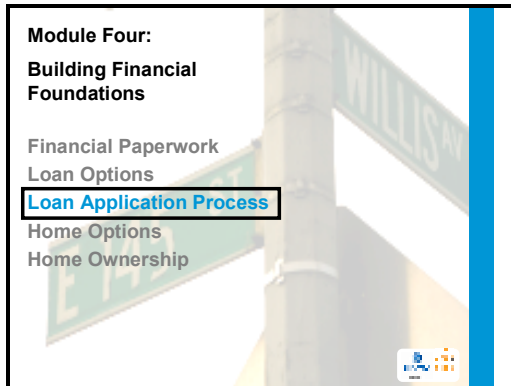 Module Four:
Building Financial
Foundations
Financial Paperwork
Loan Options
Loan Application Process
Home Options
Home Ownership
WILLIS AV
E 145 ST